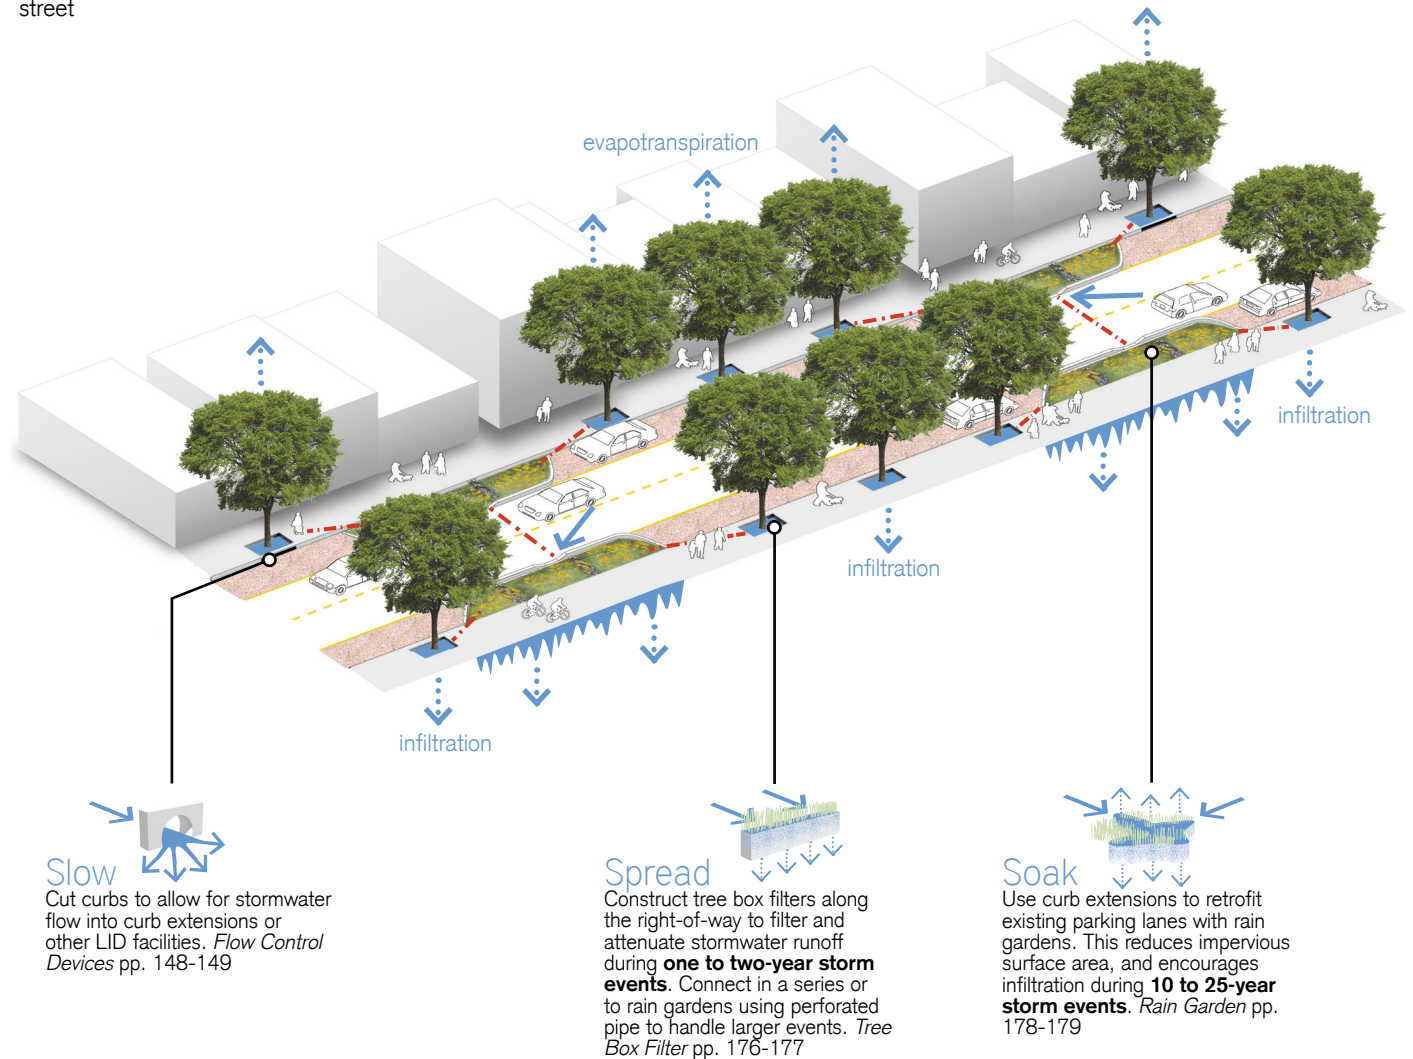 street
evapotranspiration
infiltration
infiltration
infiltration
Slow
Cut curbs to allow for stormwater
flow into curb extensions or
other LID facilities. Flow Control
Devices pp. 148-149
Spread
Construct tree box filters along
the right-of-way to filter and
attenuate stormwater runoff
during one to two-year storm
events. Connect in a series or
to rain gardens using perforated
pipe to handle larger events. Tree
Box Filter pp. 176-177
Soak
Use curb extensions to retrofit
existing parking lanes with rain
gardens. This reduces impervious
surface area, and encourages
infiltration during 10 to 25-year
storm events. Rain Garden pp.
178-179